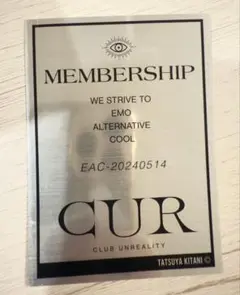 MEMBERSHIP
WE STRIVE TO
EMO
ALTERNATIVE
COOL
EAC-20240514
CUR
CLUB UNREALITY
TATSUYA KITANI ©